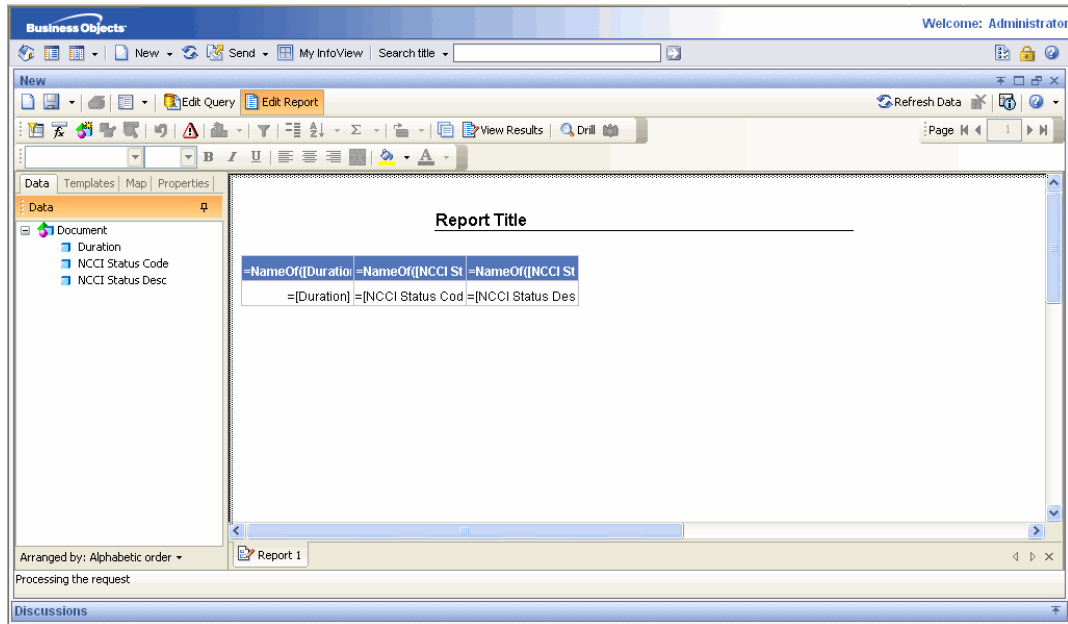 Business Objects
Welcome: Administrator
New Send My InfoView Search title
New
Edit Query Edit Report Refresh Data
Σ View Results Drill Page 1
B I U A
Data Templates Map Properties
Data
Report Title
Document
Duration
NCCI Status Code
NCCI Status Desc
=NameOf([Duration =NameOf([NCCI St =NameOf([NCCI St
=[Duration] =[NCCI Status Cod =[NCCI Status Des
Arranged by: Alphabetic order
Report 1
Processing the request
Discussions